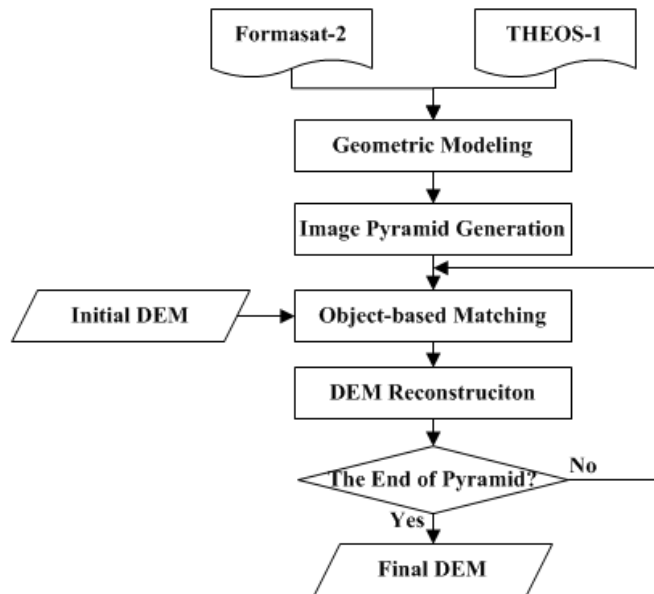 Formasat-2
THEOS-1
Geometric Modeling
Image Pyramid Generation
Initial DEM
Object-based Matching
DEM Reconstruciton
The End of Pyramid?
No
Yes
Final DEM